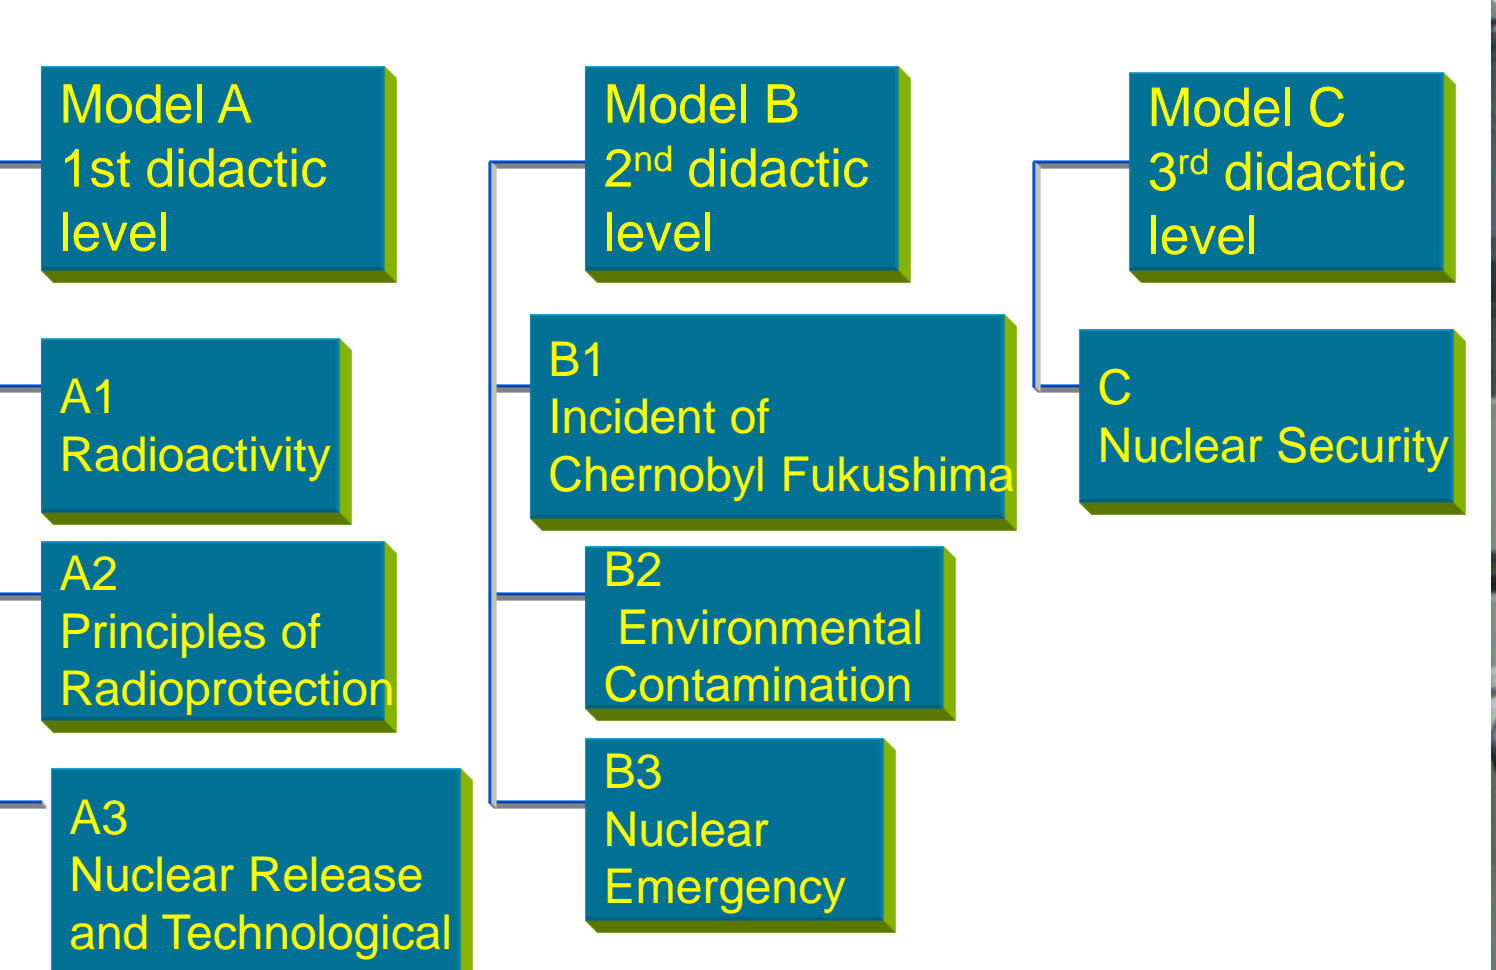 Model A
1st didactic
level
A1
Radioactivity
A2
Principles of
Radioprotection
A3
Nuclear Release
and Technological
Model B
2nd didactic
level
B1
Incident of
Chernobyl Fukushima
B2
Environmental
Contamination
B3
Nuclear
Emergency
Model C
3rd didactic
level
C
Nuclear Security